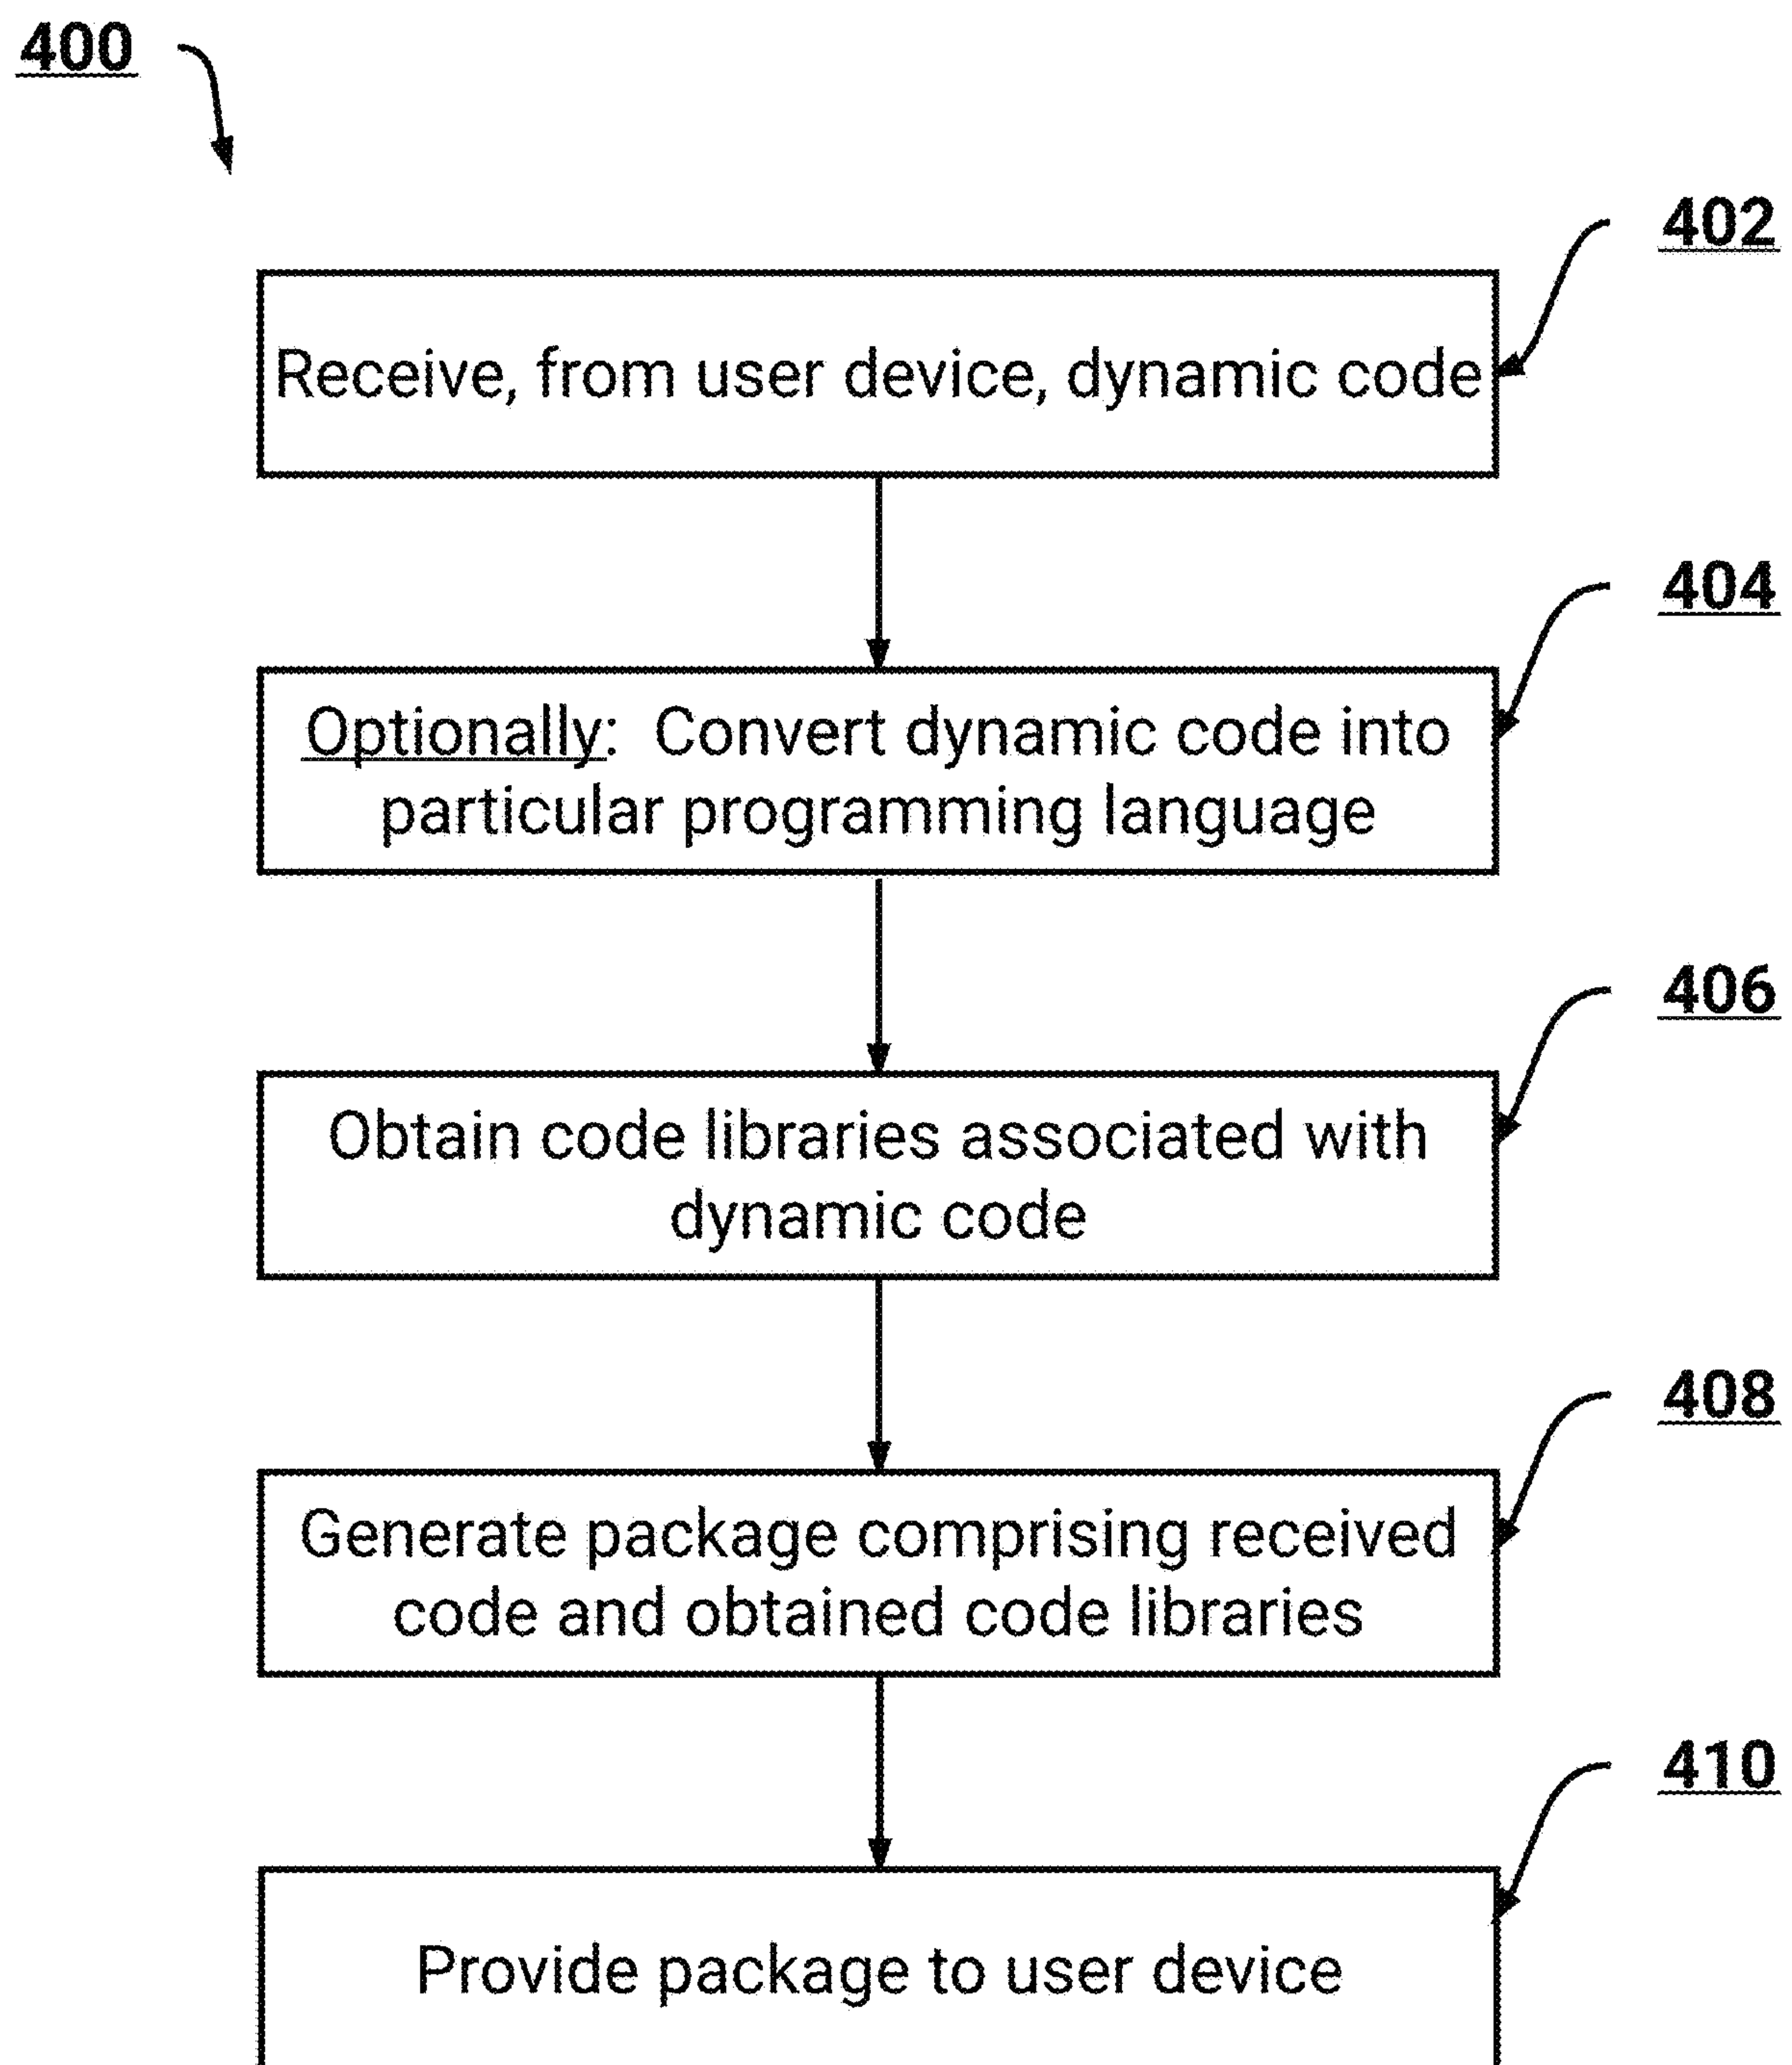 400
402
Receive, from user device, dynamic code
404
Optionally: Convert dynamic code into
particular programming language
406
Obtain code libraries associated with
dynamic code
408
Generate package comprising received
code and obtained code libraries
410
Provide package to user device